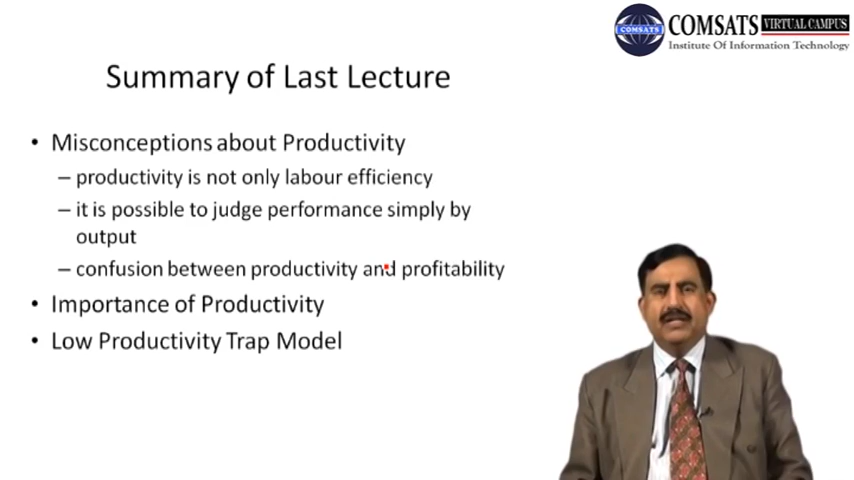 COMSATS
COMSATS VIRTUAL CAMPUS
Institute Of Information Technology
Summary of Last Lecture
• Misconceptions about Productivity
– productivity is not only labour efficiency
– it is possible to judge performance simply by
output
– confusion between productivity and profitability
• Importance of Productivity
• Low Productivity Trap Model